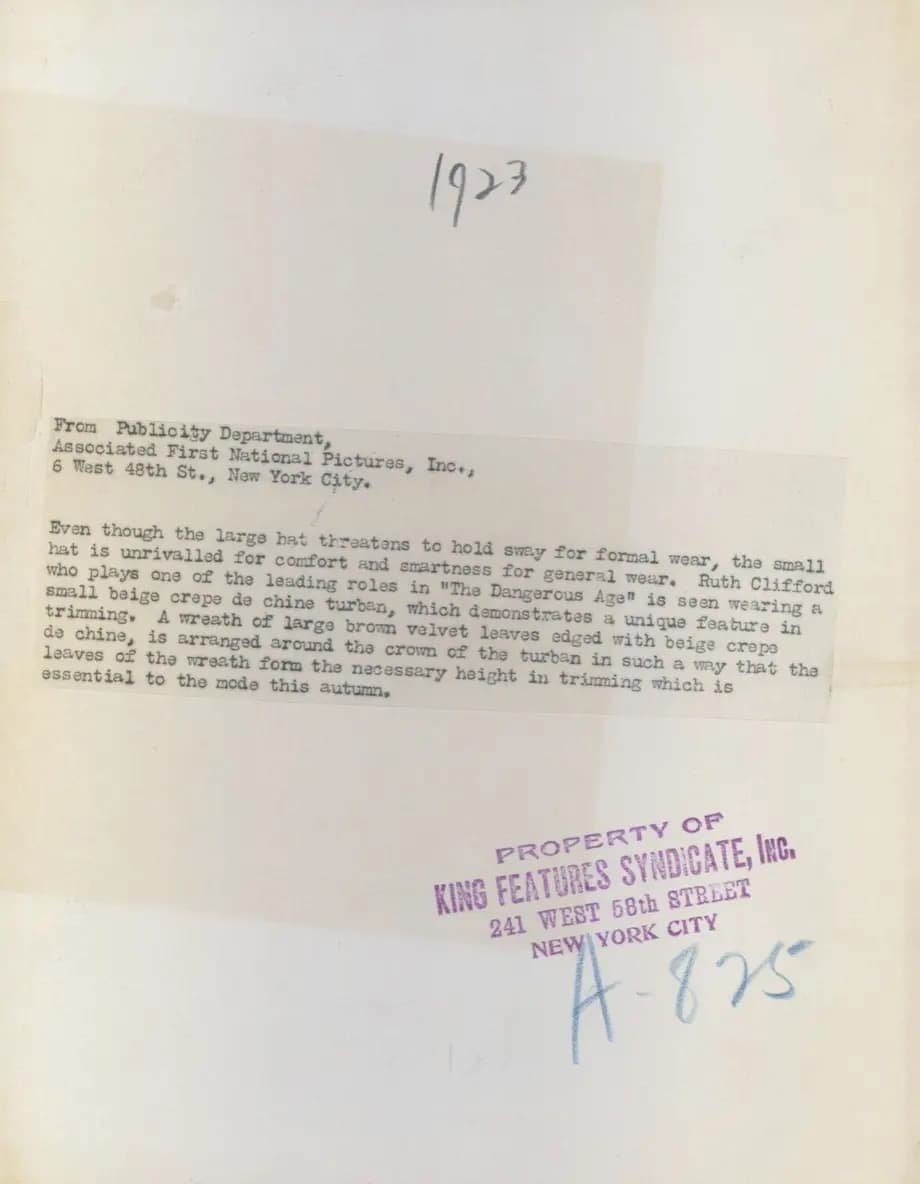 1923
From Publicity Department,
Associated First National Pictures, Inc.,
6 West 48th St., New York City.
Even though the large hat threatens to hold sway for formal wear, the small
hat is unrivalled for comfort and smartness for general wear. Ruth Clifford
who plays one of the leading roles in "The Dangerous Age" is seen wearing a
small beige crepe de chine turban, which demonstrates a unique feature in
trimming. A wreath of large brown velvet leaves edged with beige crepe
de chine, is arranged around the crown of the turban in such a way that the
leaves of the wreath form the necessary height in trimming which is
essential to the mode this autumn.
PROPERTY OF
KING FEATURES SYNDICATE, INC.
241 WEST 58th STREET
NEW YORK CITY
A-825